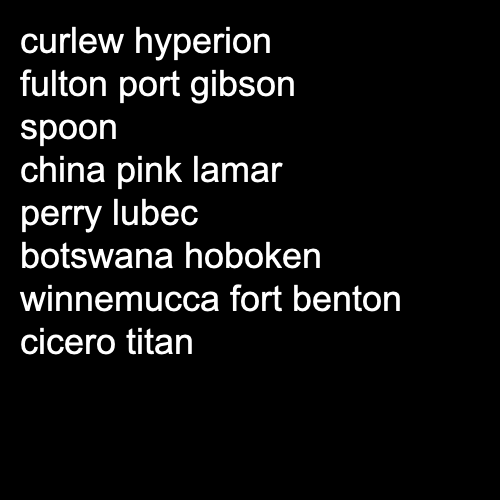 curlew hyperion
fulton port gibson
spoon
china pink lamar
perry lubec
botswana hoboken
winnemucca fort benton
cicero titan